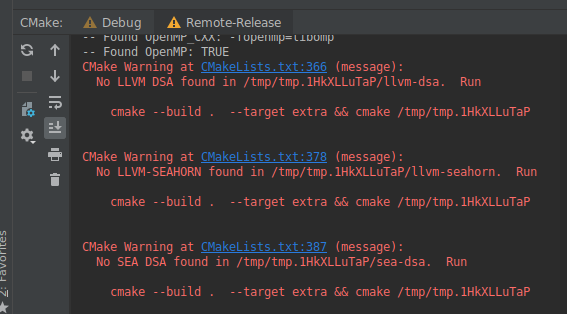 CMake: Debug Remote-Release
-- Found OpenMP_CXX: -fopenmp=libomp
-- Found OpenMP: TRUE
CMake Warning at CMakeLists.txt:366 (message):
No LLVM DSA found in /tmp/tmp.1HkXLLuTaP/llvm-dsa.  Run
cmake --build .  --target extra && cmake /tmp/tmp.1HkXLLuTaP
CMake Warning at CMakeLists.txt:378 (message):
No LLVM-SEAHORN found in /tmp/tmp.1HkXLLuTaP/llvm-seahorn.  Run
cmake --build .  --target extra && cmake /tmp/tmp.1HkXLLuTaP
CMake Warning at CMakeLists.txt:387 (message):
No SEA DSA found in /tmp/tmp.1HkXLLuTaP/sea-dsa.  Run
cmake --build .  --target extra && cmake /tmp/tmp.1HkXLLuTaP
2: Favorites